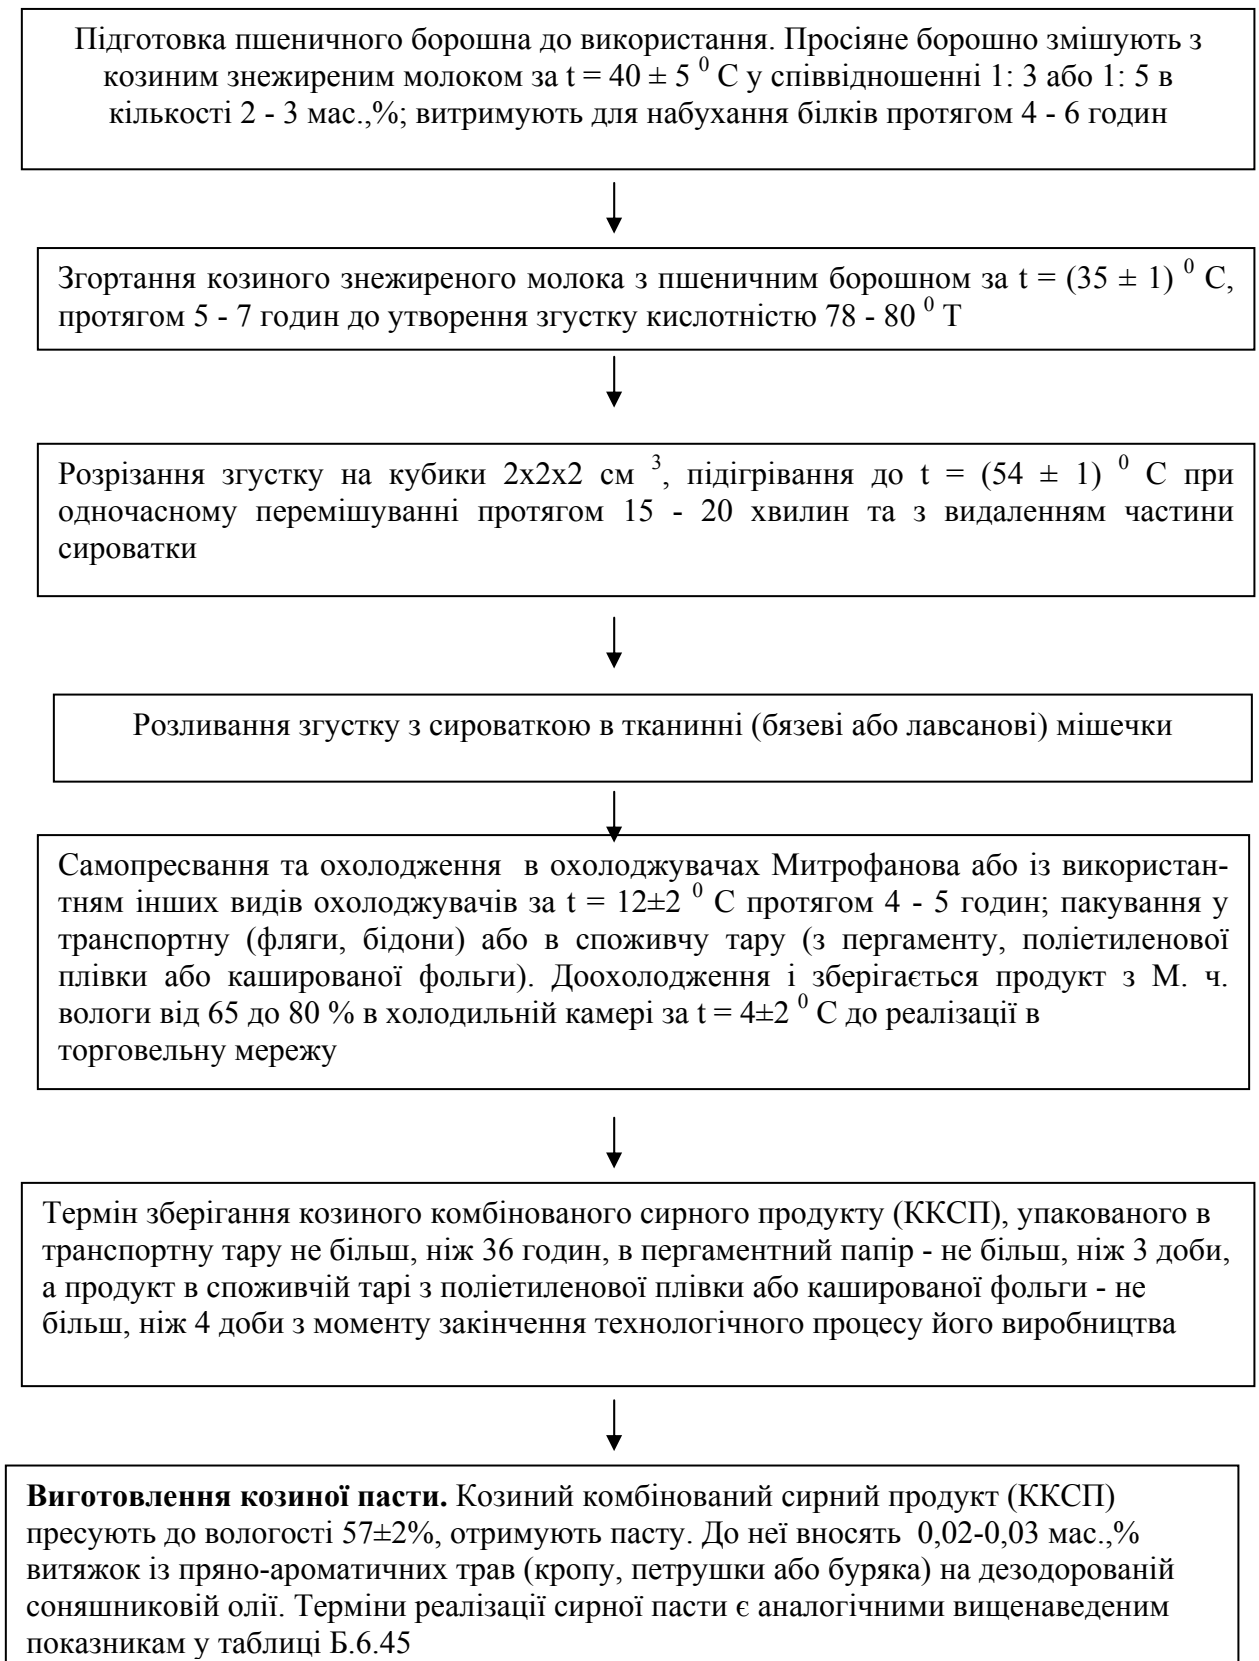 Підготовка пшеничного борошна до використання. Просіяне борошно змішують з
козиним знежиреним молоком за t = 40 ± 5 ⁰ С у співвідношенні 1: 3 або 1: 5 в
кількості 2 - 3 мас.,%; витримують для набухання білків протягом 4 - 6 годин
Згортання козиного знежиреного молока з пшеничним борошном за t = (35 ± 1) ⁰ С,
протягом 5 - 7 годин до утворення згустку кислотністю 78 - 80 ⁰ Т
Розрізання згустку на кубики 2х2х2 см ³, підігрівання до t = (54 ± 1) ⁰ С при
одночасному перемішуванні протягом 15 - 20 хвилин та з видаленням частини
сироватки
Розливання згустку з сироваткою в тканинні (бязеві або лавсанові) мішечки
Самопресвання та охолодження в охолоджувачах Митрофанова або із використан-
тням інших видів охолоджувачів за t = 12±2 ⁰ С протягом 4 - 5 годин; пакування у
транспортну (фляги, бідони) або в споживчу тару (з пергаменту, поліетиленової
плівки або кашированої фольги). Доохолодження і зберігається продукт з М. ч.
вологи від 65 до 80 % в холодильній камері за t = 4±2 ⁰ С до реалізації в
торговельну мережу
Термін зберігання козиного комбінованого сирного продукту (ККСП), упакованого в
транспортну тару не більш, ніж 36 годин, в пергаментний папір - не більш, ніж 3 доби,
а продукт в споживчій тарі з поліетиленової плівки або кашированої фольги - не
більш, ніж 4 доби з моменту закінчення технологічного процесу його виробництва
Виготовлення козиної пасти. Козиний комбінований сирний продукт (ККСП)
пресують до вологості 57±2%, отримують пасту. До неї вносять 0,02-0,03 мас.,%
витяжок із пряно-ароматичних трав (кропу, петрушки або буряка) на дезодорованій
соняшниковій олії. Терміни реалізації сирної пасти є аналогічними вищенаведеним
показникам у таблиці Б.6.45